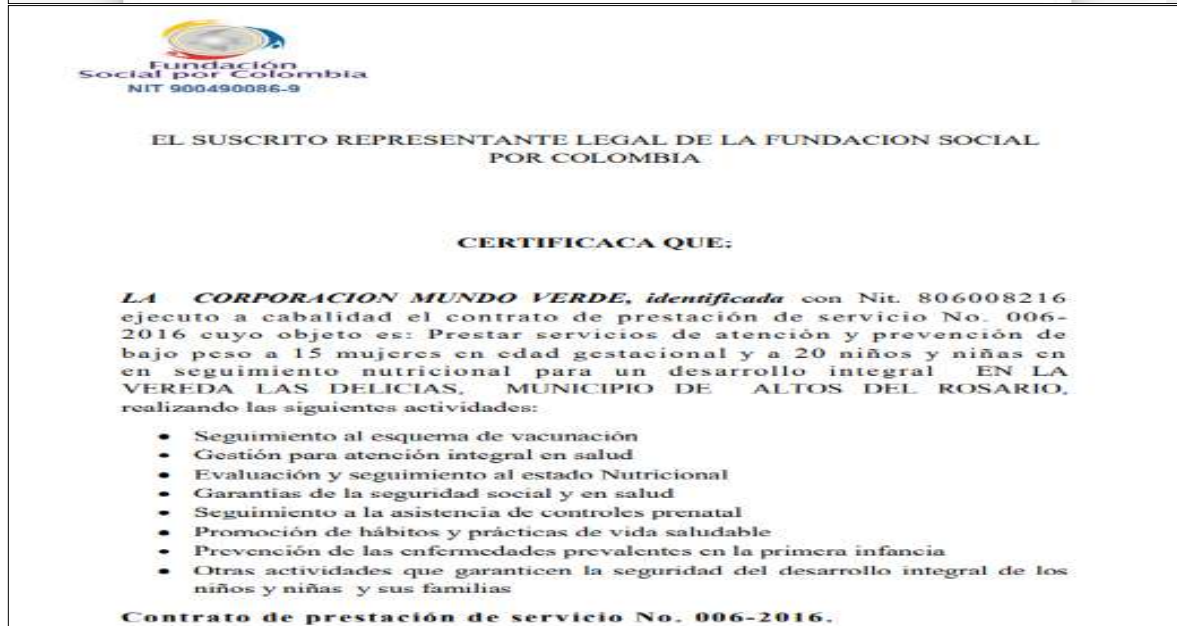 Fundación
Social por Colombia
NIT 900490086-9
EL SUSCRITO REPRESENTANTE LEGAL DE LA FUNDACION SOCIAL
POR COLOMBIA
CERTIFICACA QUE:
LA CORPORACION MUNDO VERDE, identificada con Nit. 806008216
ejecuto a cabalidad el contrato de prestación de servicio No. 006-
2016 cuyo objeto es: Prestar servicios de atención y prevención de
bajo peso a 15 mujeres en edad gestacional y a 20 niños y niñas en
en seguimiento nutricional para un desarrollo integral EN LA
VEREDA LAS DELICIAS, MUNICIPIO DE ALTOS DEL ROSARIO,
realizando las siguientes actividades:
• Seguimiento al esquema de vacunación
• Gestión para atención integral en salud
• Evaluación y seguimiento al estado Nutricional
• Garantias de la seguridad social y en salud
• Seguimiento a la asistencia de controles prenatal
• Promoción de hábitos y prácticas de vida saludable
• Prevención de las enfermedades prevalentes en la primera infancia
• Otras actividades que garanticen la seguridad del desarrollo integral de los
niños y niñas y sus familias
Contrato de prestación de servicio No. 006-2016.